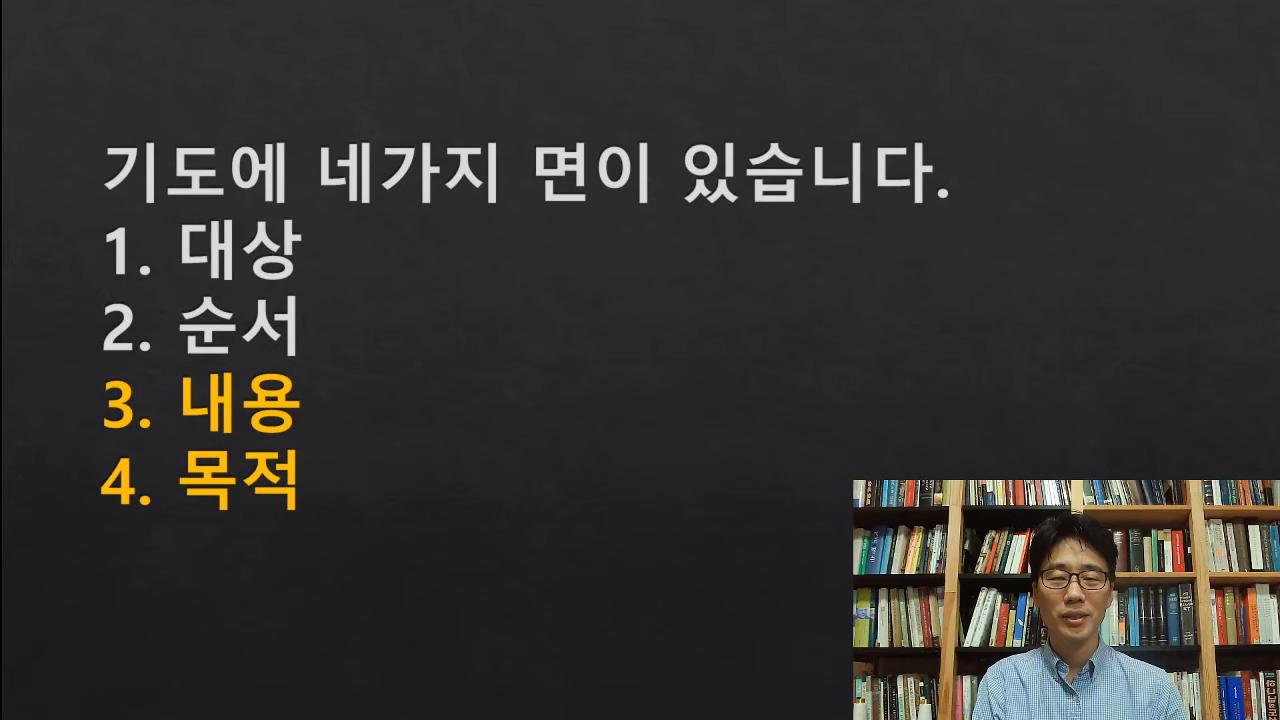 기도에 네가지 면이 있습니다.
1. 대상
2. 순서
3. 내용
4. 목적